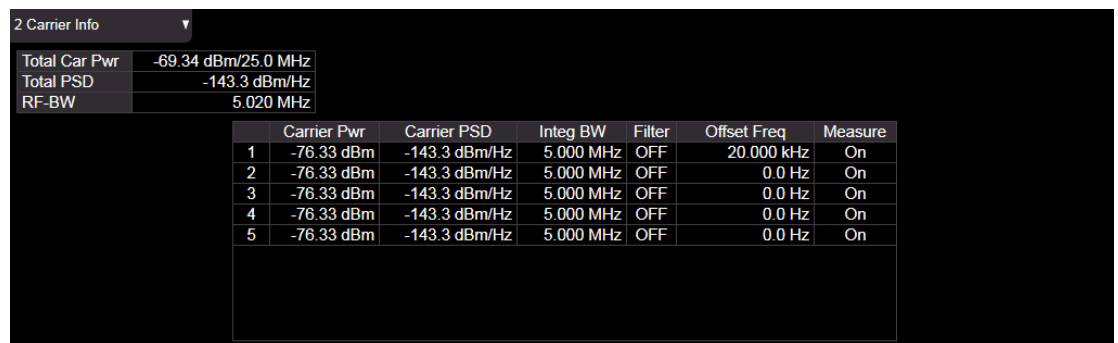 2 Carrier Info
Total Car Pwr -69.34 dBm/25.0 MHz
Total PSD -143.3 dBm/Hz
RF-BW 5.020 MHz
Carrier Pwr Carrier PSD Integ BW Filter Offset Freq Measure
1 -76.33 dBm -143.3 dBm/Hz 5.000 MHz OFF 20.000 kHz On
2 -76.33 dBm -143.3 dBm/Hz 5.000 MHz OFF 0.0 Hz On
3 -76.33 dBm -143.3 dBm/Hz 5.000 MHz OFF 0.0 Hz On
4 -76.33 dBm -143.3 dBm/Hz 5.000 MHz OFF 0.0 Hz On
5 -76.33 dBm -143.3 dBm/Hz 5.000 MHz OFF 0.0 Hz On